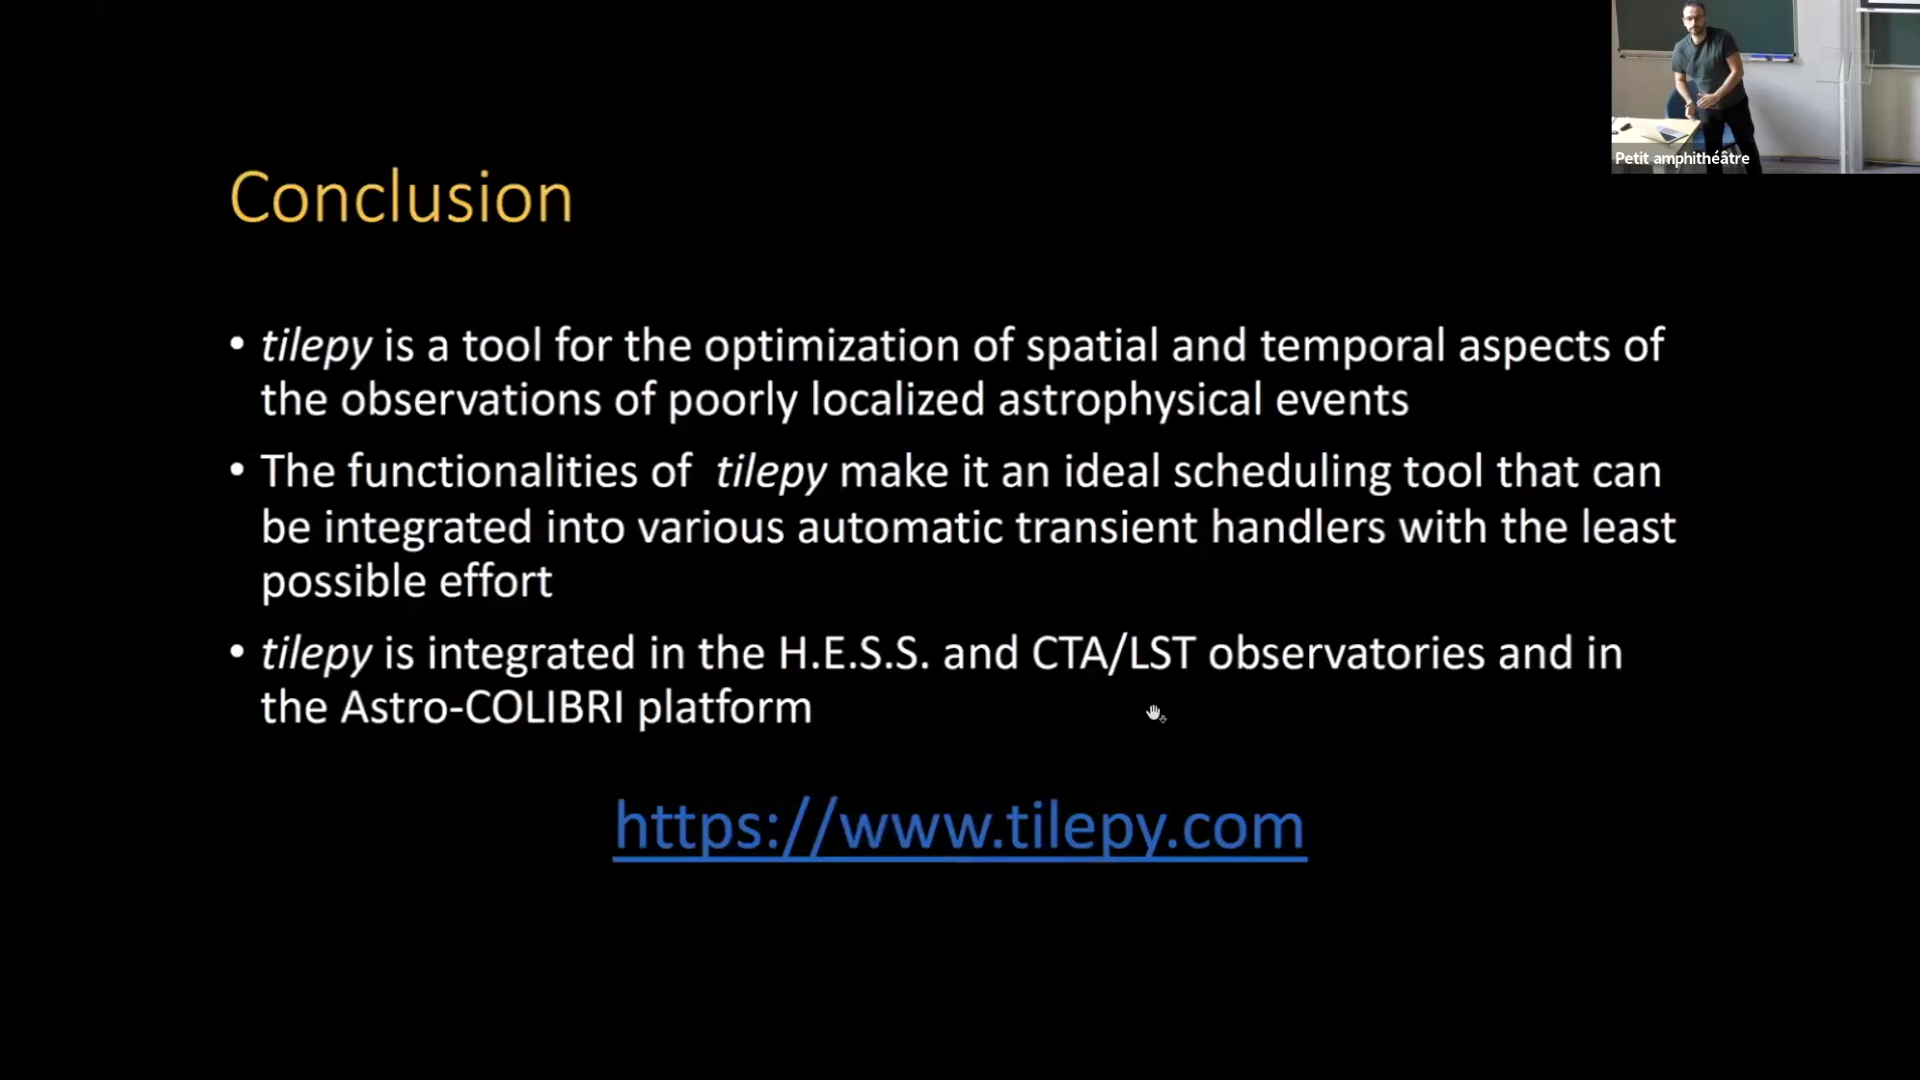 Petit amphithéâtre
Conclusion
• tilepy is a tool for the optimization of spatial and temporal aspects of
the observations of poorly localized astrophysical events
• The functionalities of tilepy make it an ideal scheduling tool that can
be integrated into various automatic transient handlers with the least
possible effort
• tilepy is integrated in the H.E.S.S. and CTA/LST observatories and in
the Astro-COLIBRI platform
https://www.tilepy.com